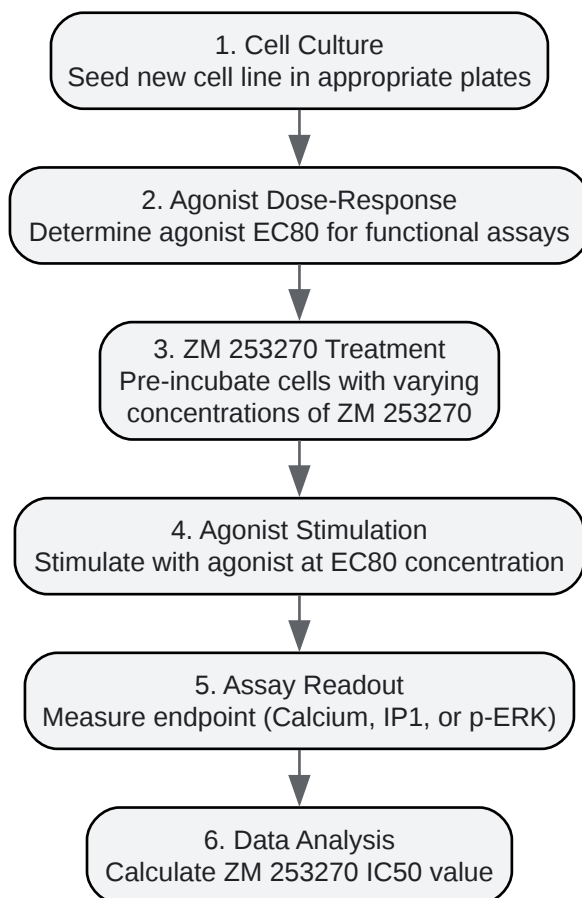 1. Cell Culture
Seed new cell line in appropriate plates
2. Agonist Dose-Response
Determine agonist EC80 for functional assays
3. ZM 253270 Treatment
Pre-incubate cells with varying
concentrations of ZM 253270
4. Agonist Stimulation
Stimulate with agonist at EC80 concentration
5. Assay Readout
Measure endpoint (Calcium, IP1, or p-ERK)
6. Data Analysis
Calculate ZM 253270 IC50 value